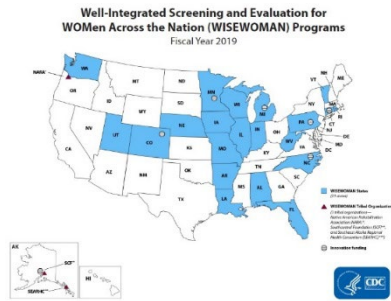 Well-Integrated Screening and Evaluation for
WOMen Across the Nation (WISEWOMAN) Programs
Fiscal Year 2019
WA
NARA
OR
CA
NV
ID
MT
WY
UT
CO
AZ
NM
ND
SD
NE
KS
OK
TX
MN
IA
MO
AR
LA
WI
IL
MI
IN
OH
KY
TN
MS
AL
GA
FL
SC
NC
VA
WV
PA
NY
VT
NH
ME
MA
RI
CT
NJ
DE
MD
DC
AK
HI
WISEWOMAN States
WISEWOMAN Tribal Organizations
Innovation funding
CDC